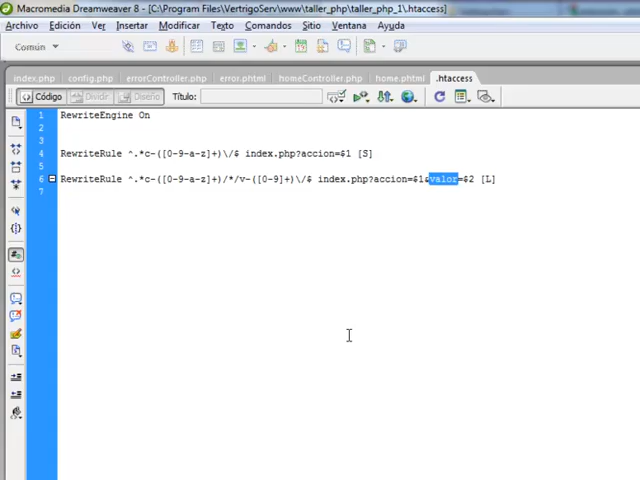 Macromedia Dreamweaver 8 - [C:\Program Files\VertrigoServ\www\taller_php\taller_php_1\.htaccess]
Archivo Edición Ver Insertar Modificar Texto Comandos Sitio Ventana Ayuda
Común
index.php config.php errorController.php error.phtml homeController.php home.phtml .htaccess
Código Dividir Diseño Título:
1 RewriteEngine On
2
3
4 RewriteRule ^.*c-([0-9-a-z]+)\/$ index.php?accion=$1 [S]
5
6 RewriteRule ^.*c-([0-9-a-z]+)/*/v-([0-9]+)\/$ index.php?accion=$1&valor=$2 [L]
7